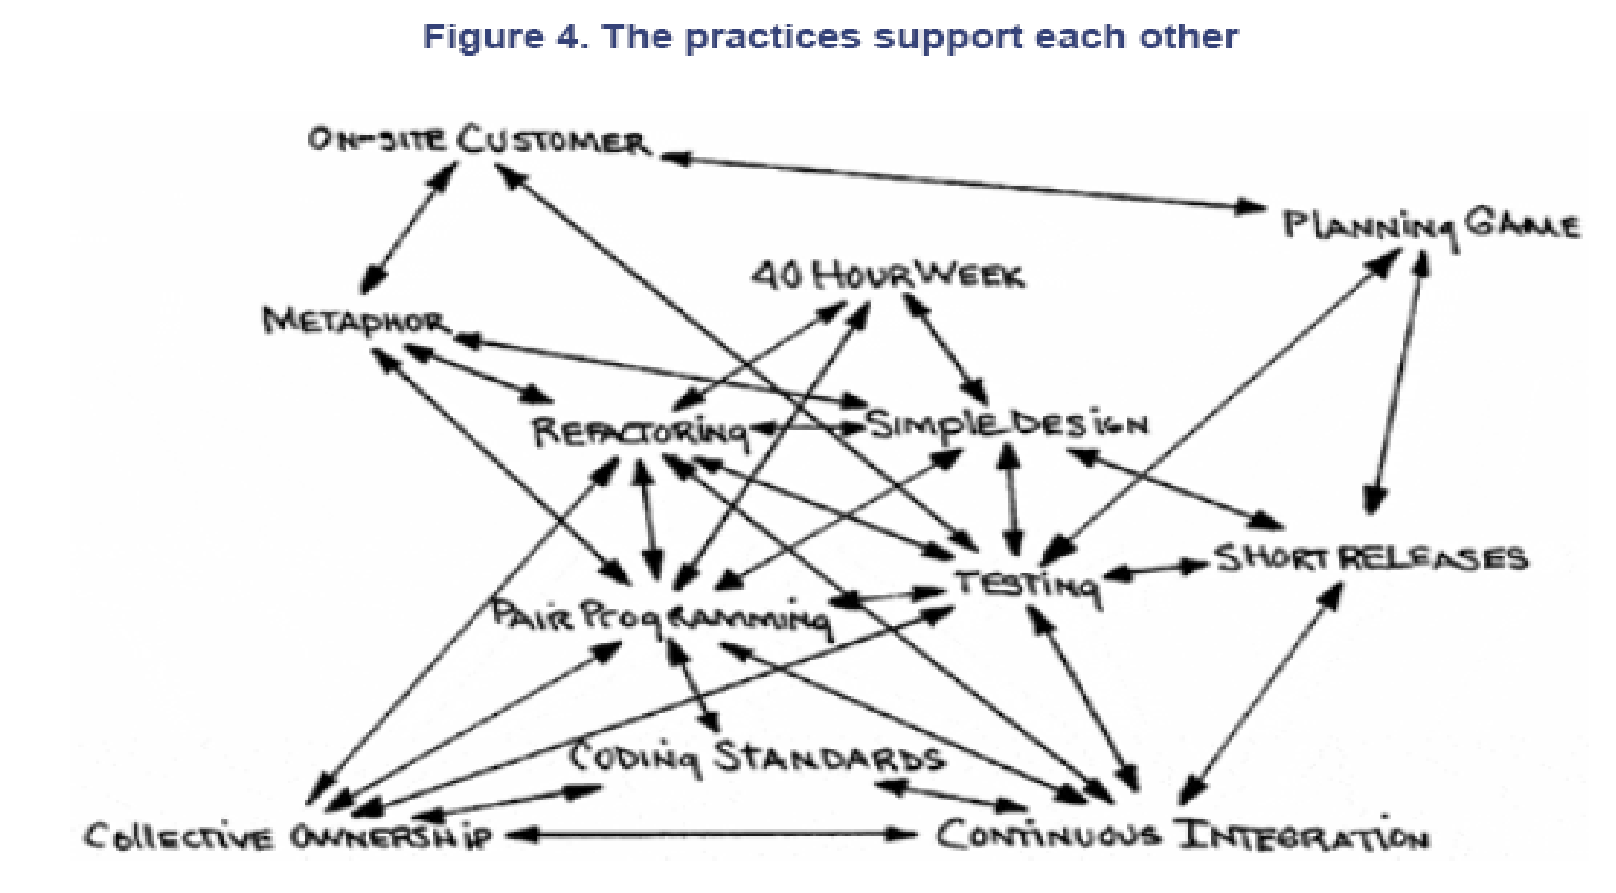 Figure 4. The practices support each other
ON-SITE CUSTOMER
PLANNING GAME
40 HOUR WEEK
METAPHOR
REFACTORING
SIMPLE DESIGN
SHORT RELEASES
TESTING
PAIR PROGRAMMING
CODING STANDARDS
COLLECTIVE OWNERSHIP
CONTINUOUS INTEGRATION